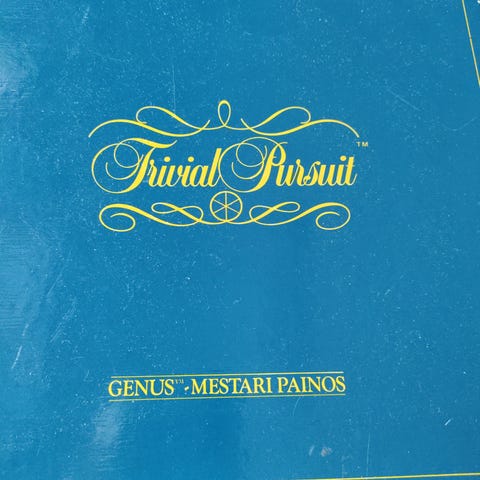 Trivial Pursuit™
GENUS™-MESTARI PAINOS